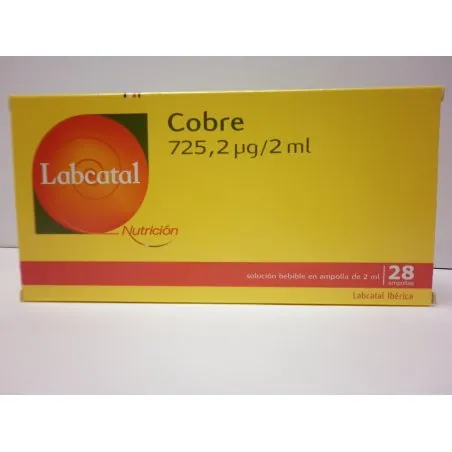 Cobre
725,2 µg/2 ml
Labcatal
Nutrición
solución bebible en ampolla de 2 ml
28
ampollas
Labcatal Ibérica